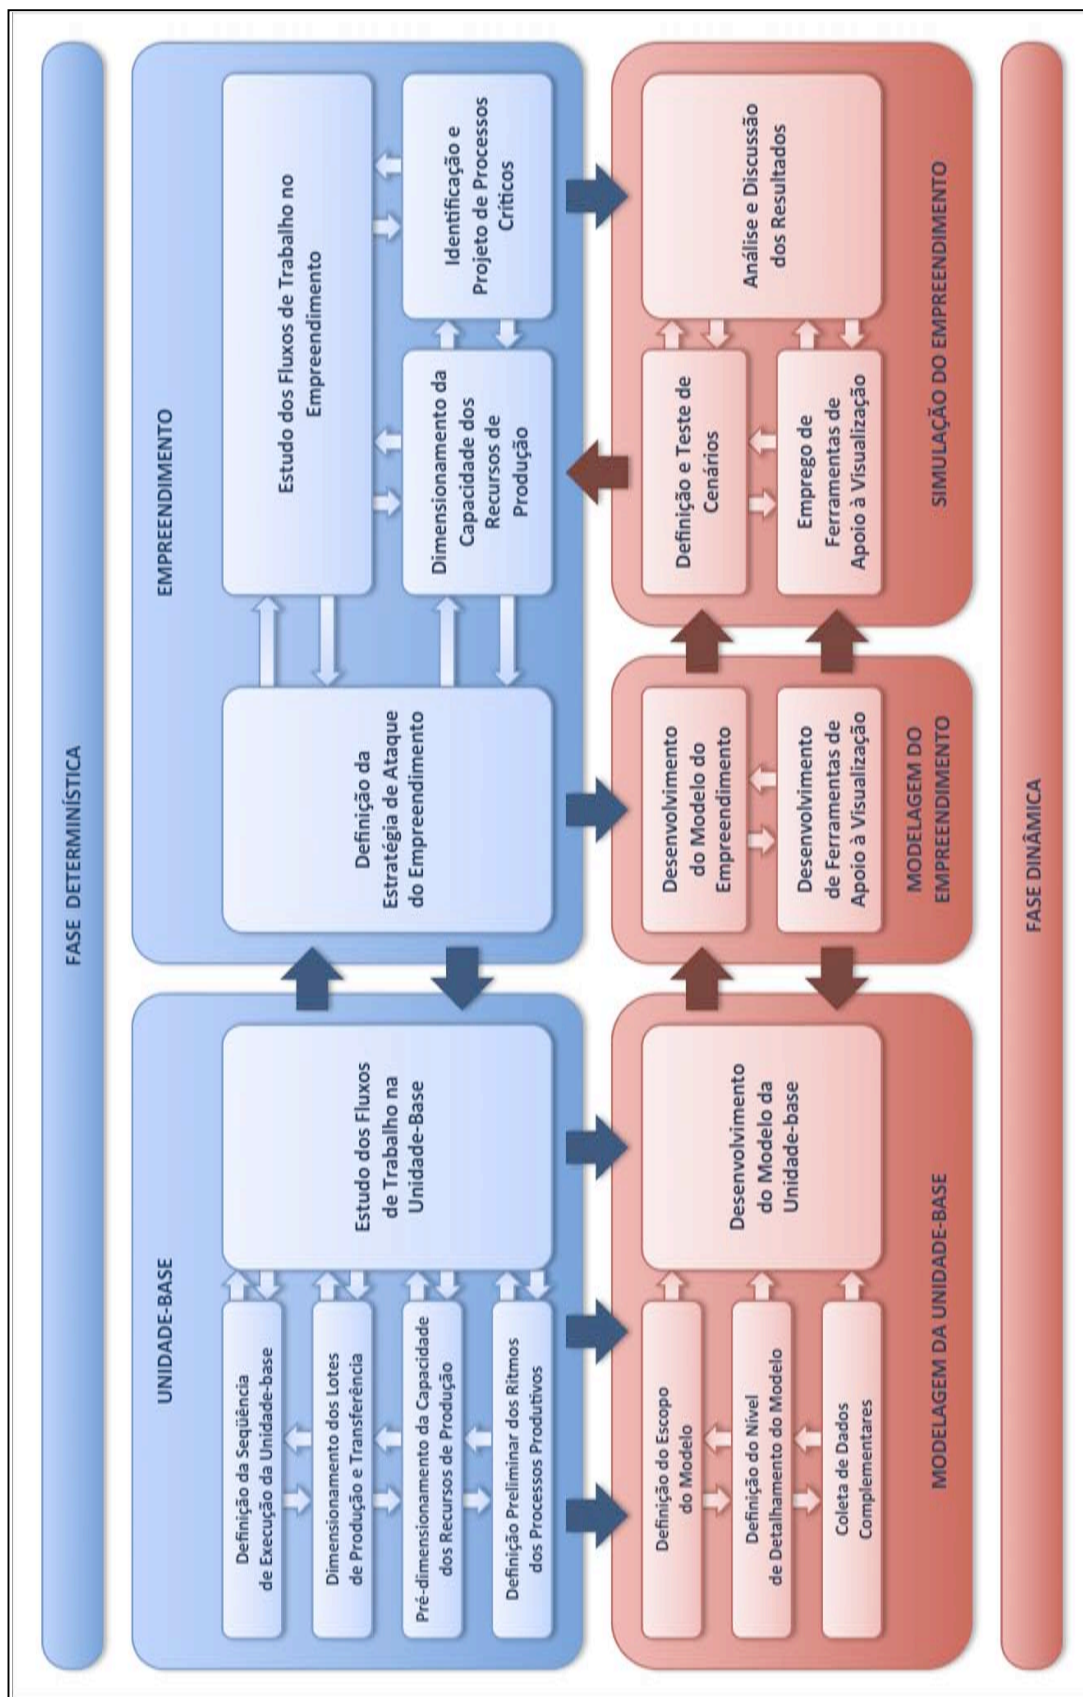 FASE DETERMINÍSTICA
UNIDADE-BASE
Definição da Seqüência
de Execução da Unidade-base
Dimensionamento dos Lotes
de Produção e Transferência
Pré-dimensionamento da Capacidade
dos Recursos de Produção
Definição Preliminar dos Ritmos
dos Processos Produtivos
Estudo dos Fluxos
de Trabalho na
Unidade-Base
EMPREENDIMENTO
Definição da
Estratégia de Ataque
do Empreendimento
Estudo dos Fluxos de Trabalho no
Empreendimento
Dimensionamento da
Capacidade dos
Recursos de
Produção
Identificação e
Projeto de Processos
Críticos
Definição do Escopo
do Modelo
Definição do Nível
de Detalhamento do Modelo
Coleta de Dados
Complementares
Desenvolvimento
do Modelo da
Unidade-base
MODELAGEM DA UNIDADE-BASE
Desenvolvimento
do Modelo do
Empreendimento
Desenvolvimento
de Ferramentas de
Apoio à Visualização
MODELAGEM DO
EMPREENDIMENTO
Definição e Teste de
Cenários
Emprego de
Ferramentas de
Apoio à Visualização
Análise e Discussão
dos Resultados
SIMULAÇÃO DO EMPREENDIMENTO
FASE DINÂMICA